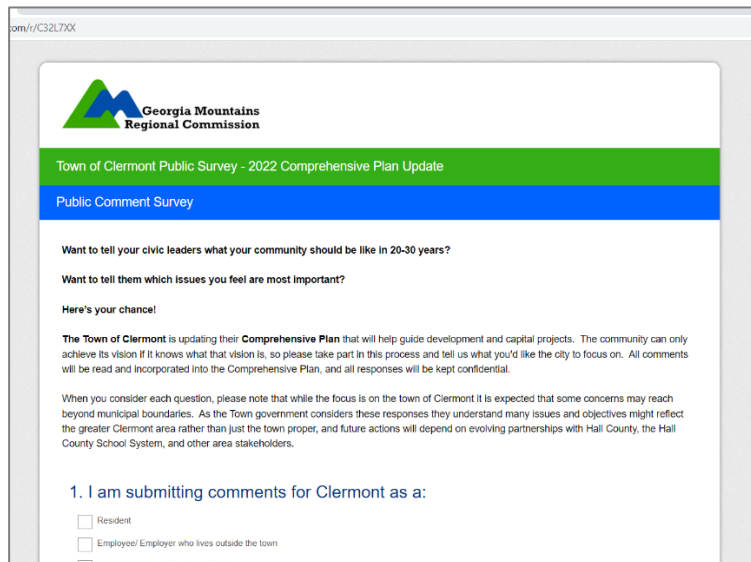 com/r/C32L7XX
Georgia Mountains
Regional Commission
Town of Clermont Public Survey - 2022 Comprehensive Plan Update
Public Comment Survey
Want to tell your civic leaders what your community should be like in 20-30 years?
Want to tell them which issues you feel are most important?
Here's your chance!
The Town of Clermont is updating their Comprehensive Plan that will help guide development and capital projects. The community can only
achieve its vision if it knows what that vision is, so please take part in this process and tell us what you'd like the city to focus on. All comments
will be read and incorporated into the Comprehensive Plan, and all responses will be kept confidential.
When you consider each question, please note that while the focus is on the town of Clermont it is expected that some concerns may reach
beyond municipal boundaries. As the Town government considers these responses they understand many issues and objectives might reflect
the greater Clermont area rather than just the town proper, and future actions will depend on evolving partnerships with Hall County, the Hall
County School System, and other area stakeholders.
1. I am submitting comments for Clermont as a:
Resident
Employee/ Employer who lives outside the town